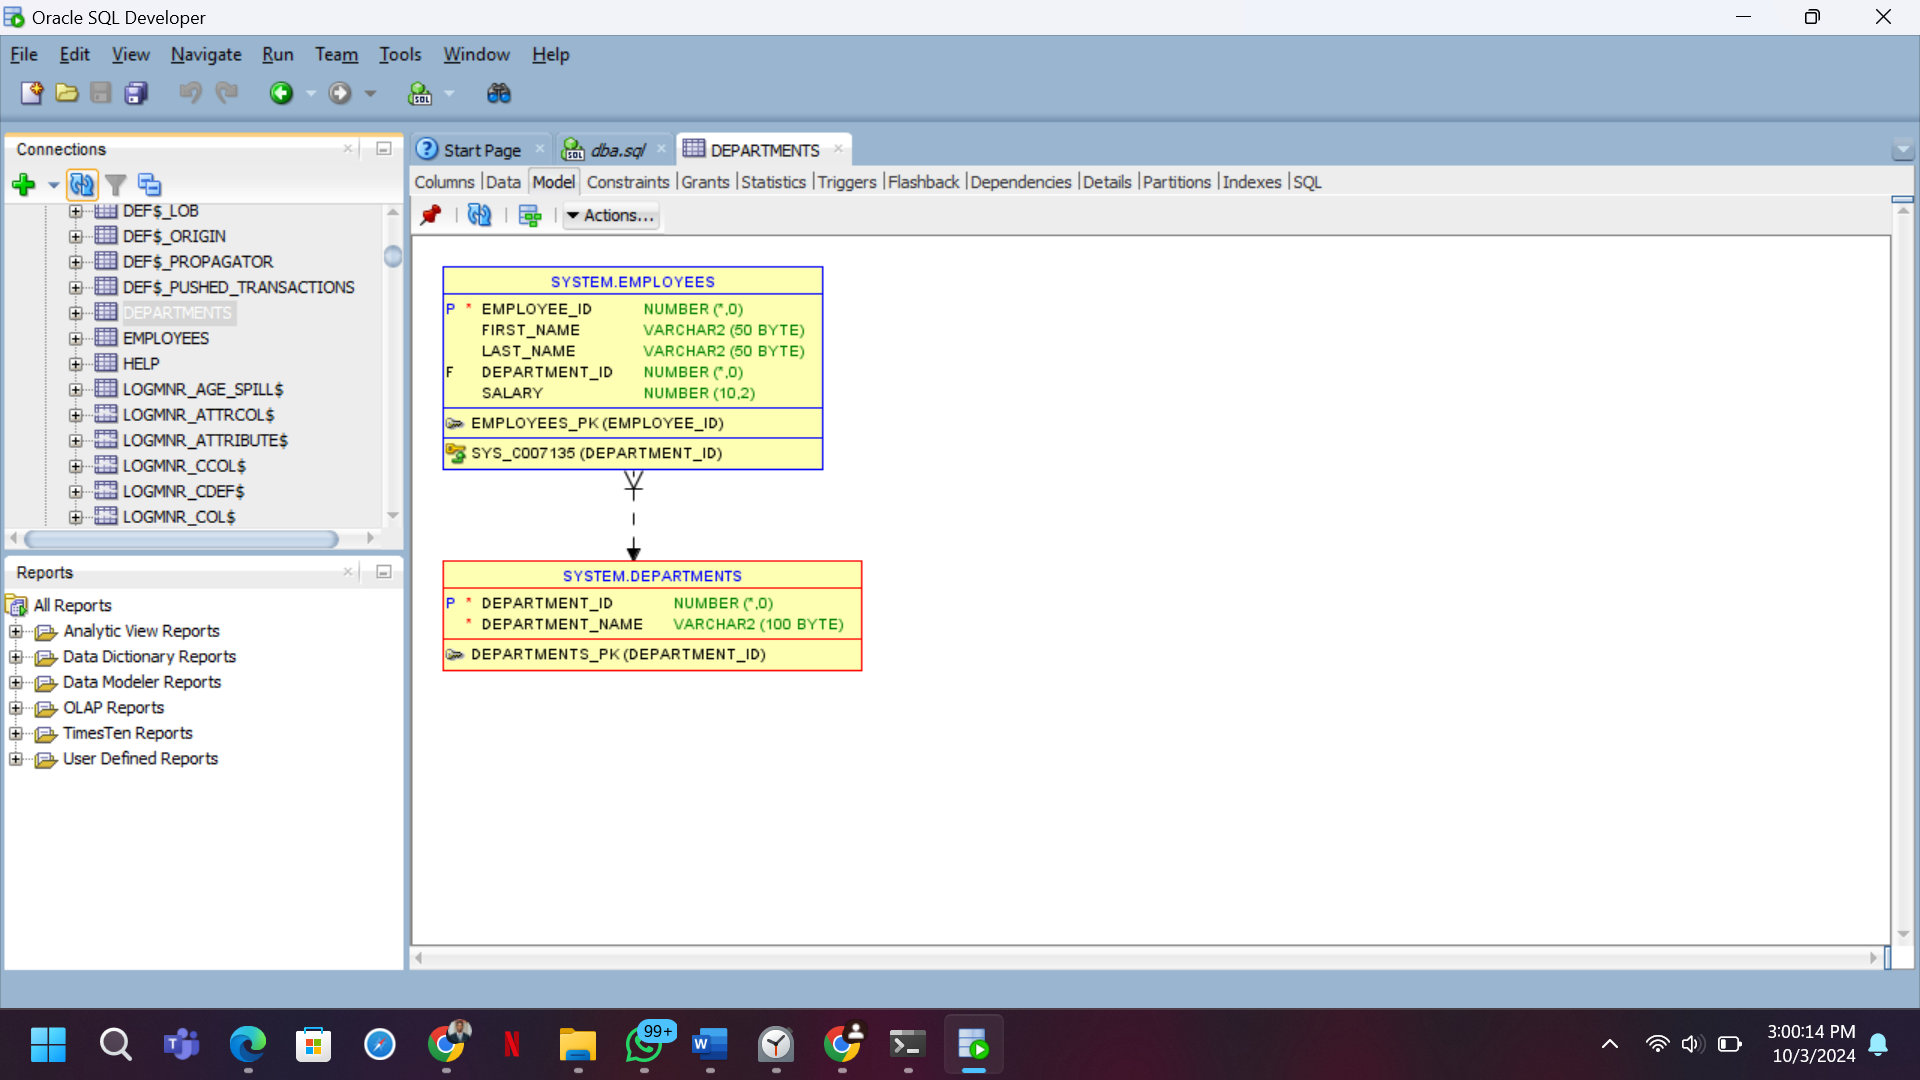 Oracle SQL Developer
File Edit View Navigate Run Team Tools Window Help
Connections
DEF$_LOB
DEF$_ORIGIN
DEF$_PROPAGATOR
DEF$_PUSHED_TRANSACTIONS
DEPARTMENTS
EMPLOYEES
HELP
LOGMNR_AGE_SPILL$
LOGMNR_ATTRCOL$
LOGMNR_ATTRIBUTE$
LOGMNR_CCOL$
LOGMNR_CDEF$
LOGMNR_COL$
Reports
All Reports
Analytic View Reports
Data Dictionary Reports
Data Modeler Reports
OLAP Reports
TimesTen Reports
User Defined Reports
Start Page dba.sql DEPARTMENTS
Columns Data Model Constraints Grants Statistics Triggers Flashback Dependencies Details Partitions Indexes SQL
Actions...
SYSTEM.EMPLOYEES
P * EMPLOYEE_ID NUMBER (*,0)
FIRST_NAME VARCHAR2 (50 BYTE)
LAST_NAME VARCHAR2 (50 BYTE)
F DEPARTMENT_ID NUMBER (*,0)
SALARY NUMBER (10,2)
EMPLOYEES_PK (EMPLOYEE_ID)
SYS_C007135 (DEPARTMENT_ID)
SYSTEM.DEPARTMENTS
P * DEPARTMENT_ID NUMBER (*,0)
* DEPARTMENT_NAME VARCHAR2 (100 BYTE)
DEPARTMENTS_PK (DEPARTMENT_ID)
99+
3:00:14 PM
10/3/2024